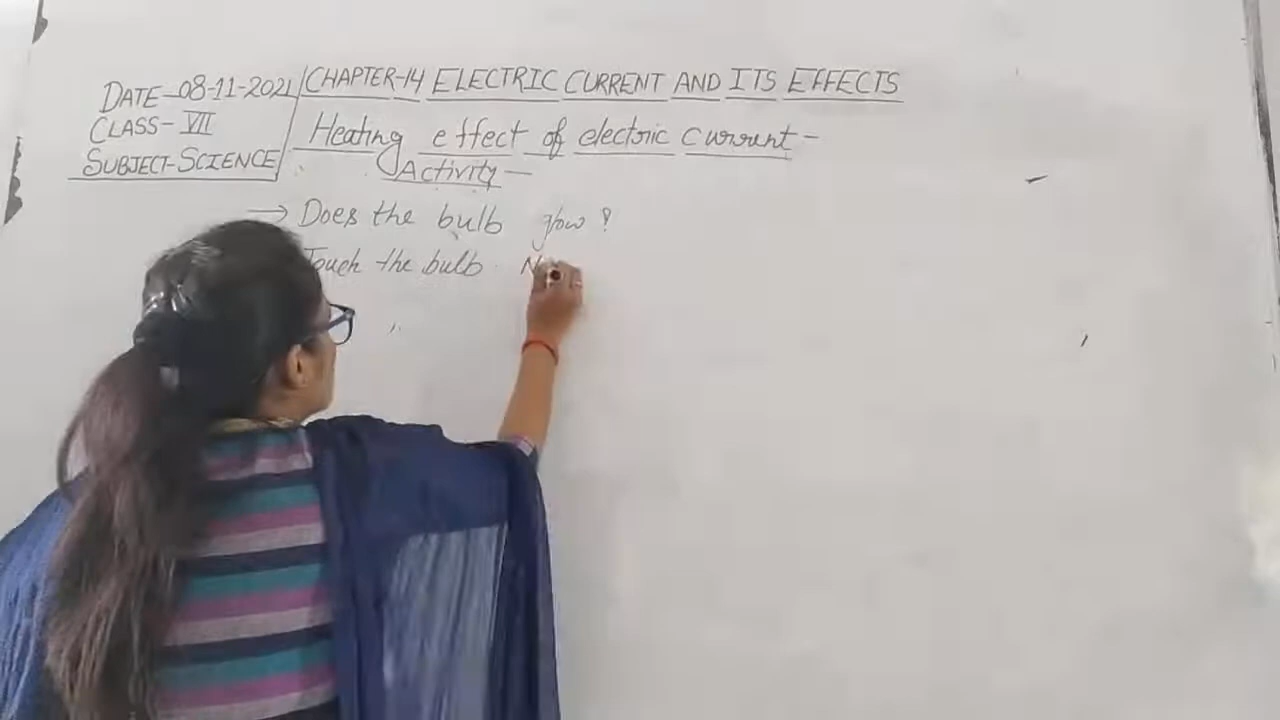 DATE-08-11-2021
CLASS-VII
SUBJECT-SCIENCE
CHAPTER-14 ELECTRIC CURRENT AND ITS EFFECTS
Heating effect of electric current-
Activity-
→ Does the bulb glow?
Touch the bulb